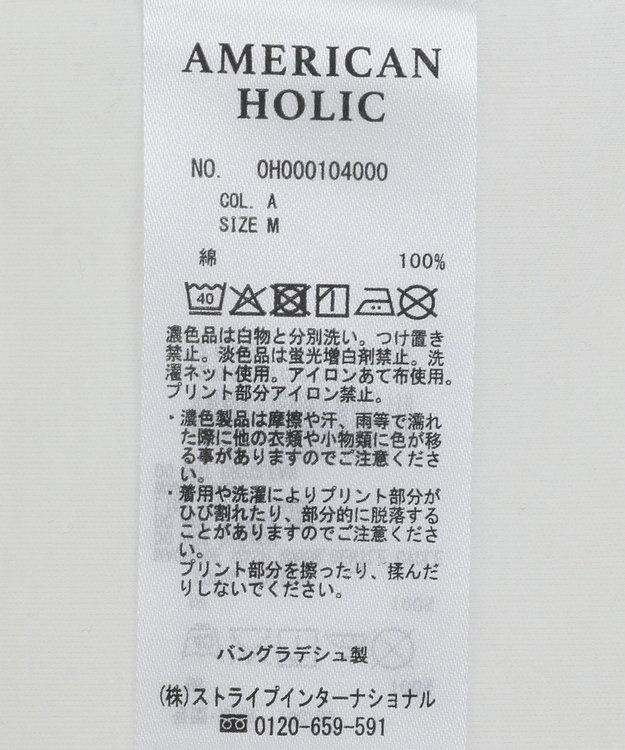 AMERICAN
HOLIC
NO. OH000104000
COL. A
SIZE M
綿 100%
40
濃色品は白物と分別洗い。つけ置き
禁止。淡色品は蛍光増白剤禁止。洗
濯ネット使用。アイロンあて布使用。
プリント部分アイロン禁止。
・濃色製品は摩擦や汗、雨等で濡れ
た際に他の衣類や小物類に色が移
る事がありますのでご注意くださ
い。
・着用や洗濯によりプリント部分が
ひび割れたり、部分的に脱落する
ことがありますのでご注意くださ
い。
プリント部分を擦ったり、揉んだ
りしないでください。
バングラデシュ製
(株)ストライプインターナショナル
0120-659-591